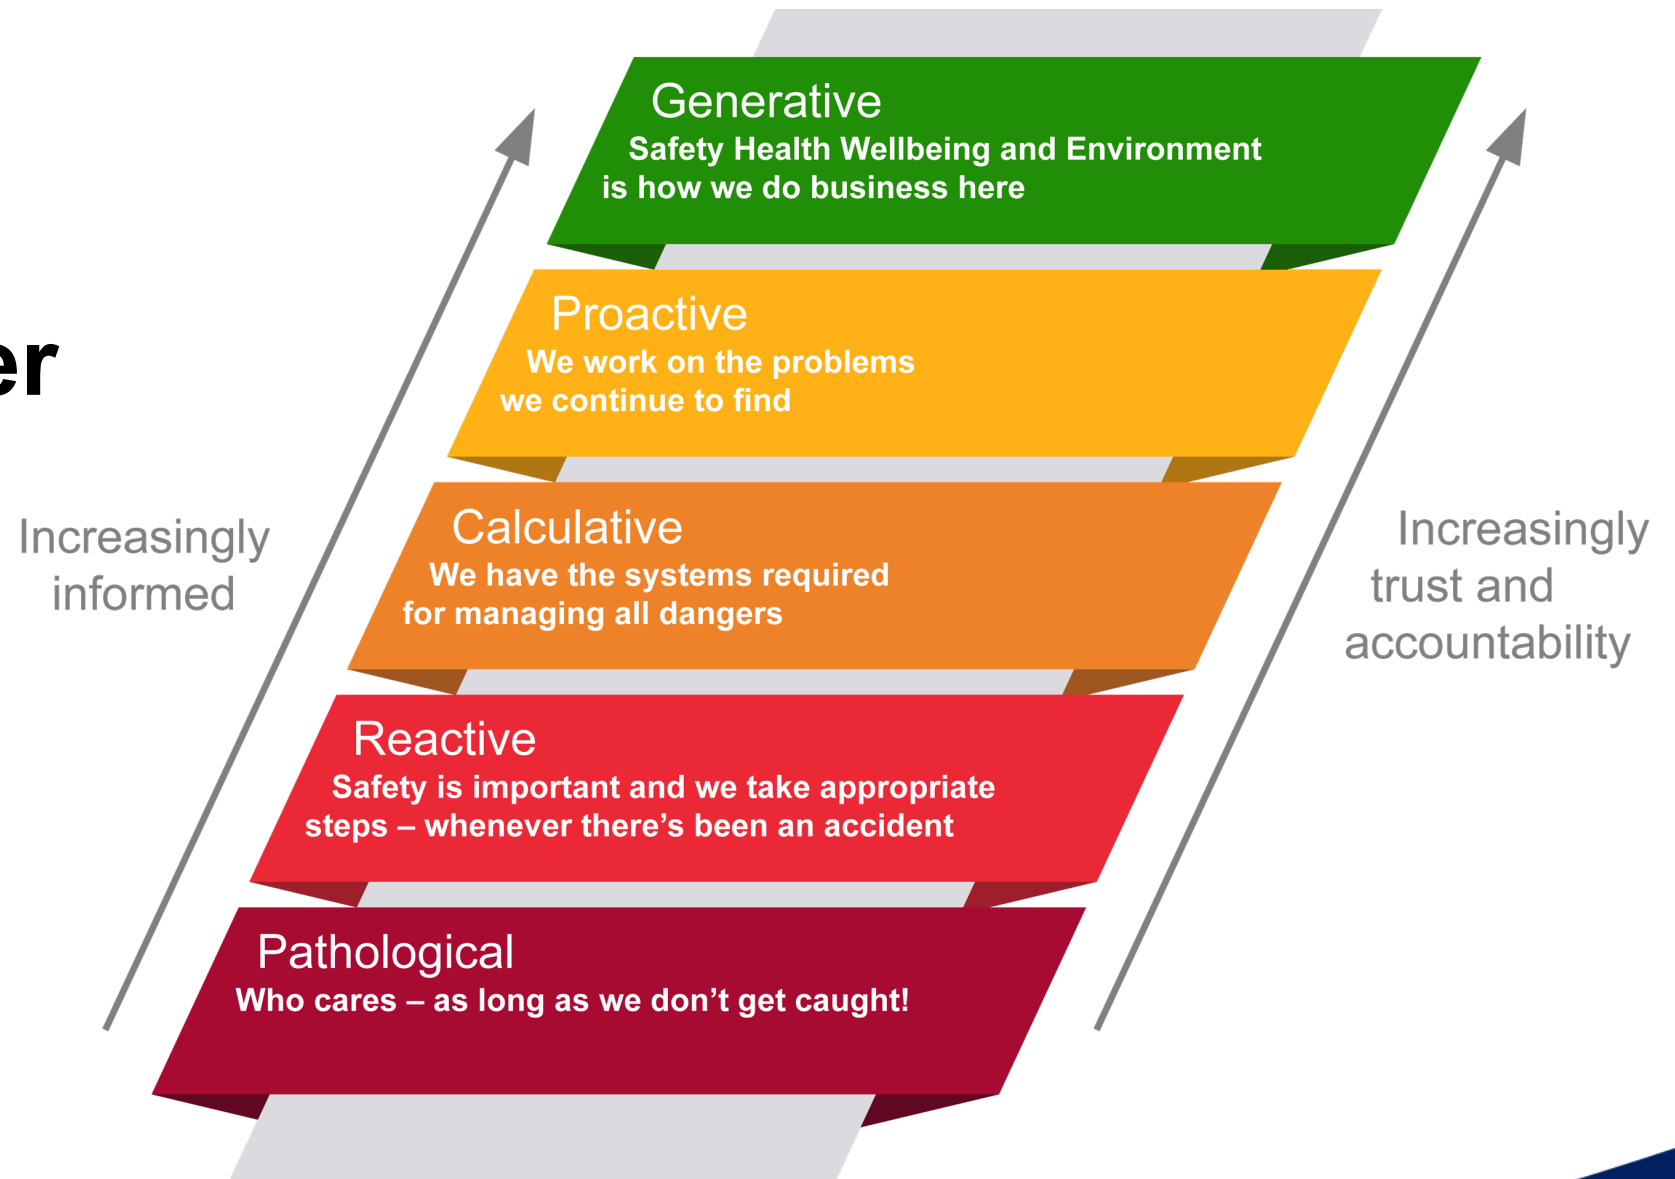 Generative
Safety Health Wellbeing and Environment
is how we do business here
Proactive
We work on the problems
we continue to find
er
Calculative
We have the systems required
for managing all dangers
Increasingly
informed
Increasingly
trust and
accountability
Reactive
Safety is important and we take appropriate
steps – whenever there’s been an accident
Pathological
Who cares – as long as we don’t get caught!